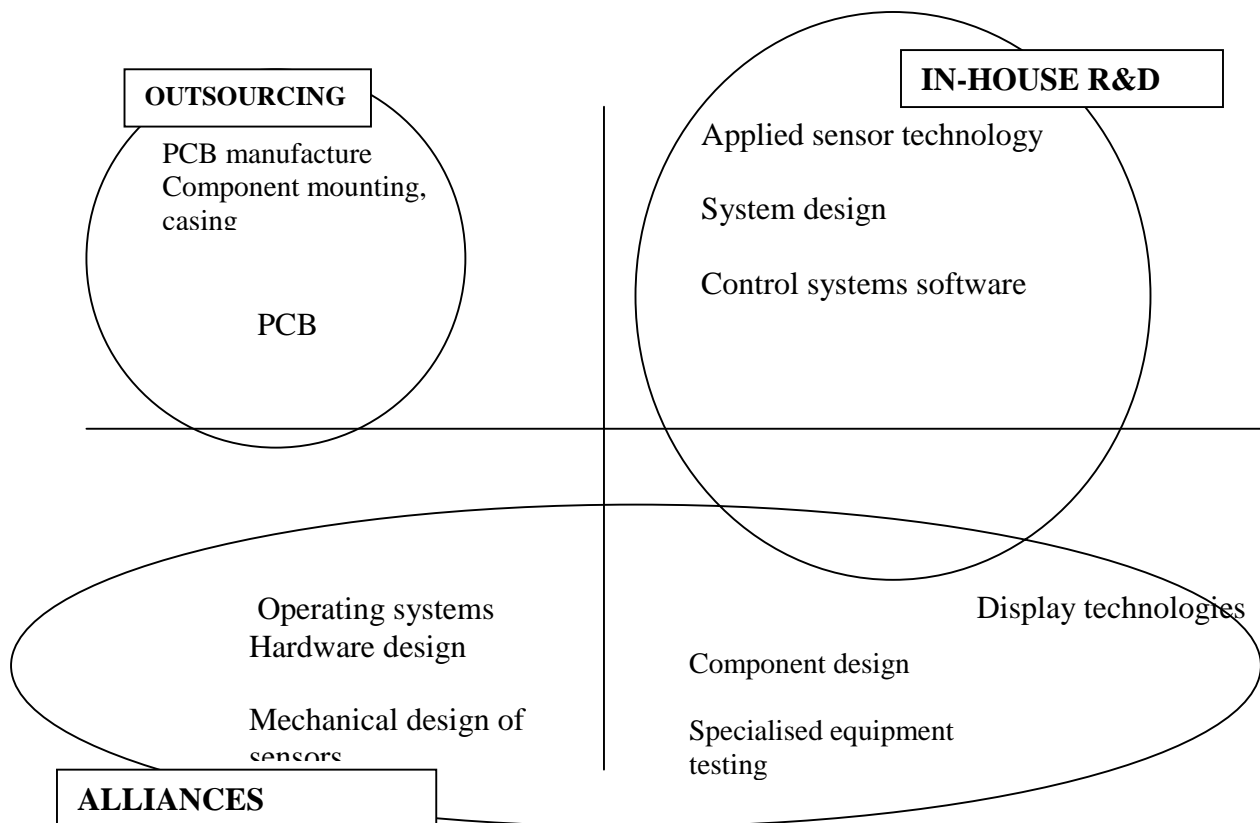 OUTSOURCING
PCB manufacture
Component mounting,
casing
PCB
IN-HOUSE R&D
Applied sensor technology
System design
Control systems software
Operating systems
Hardware design
Mechanical design of
sensors
Display technologies
Component design
Specialised equipment
testing
ALLIANCES